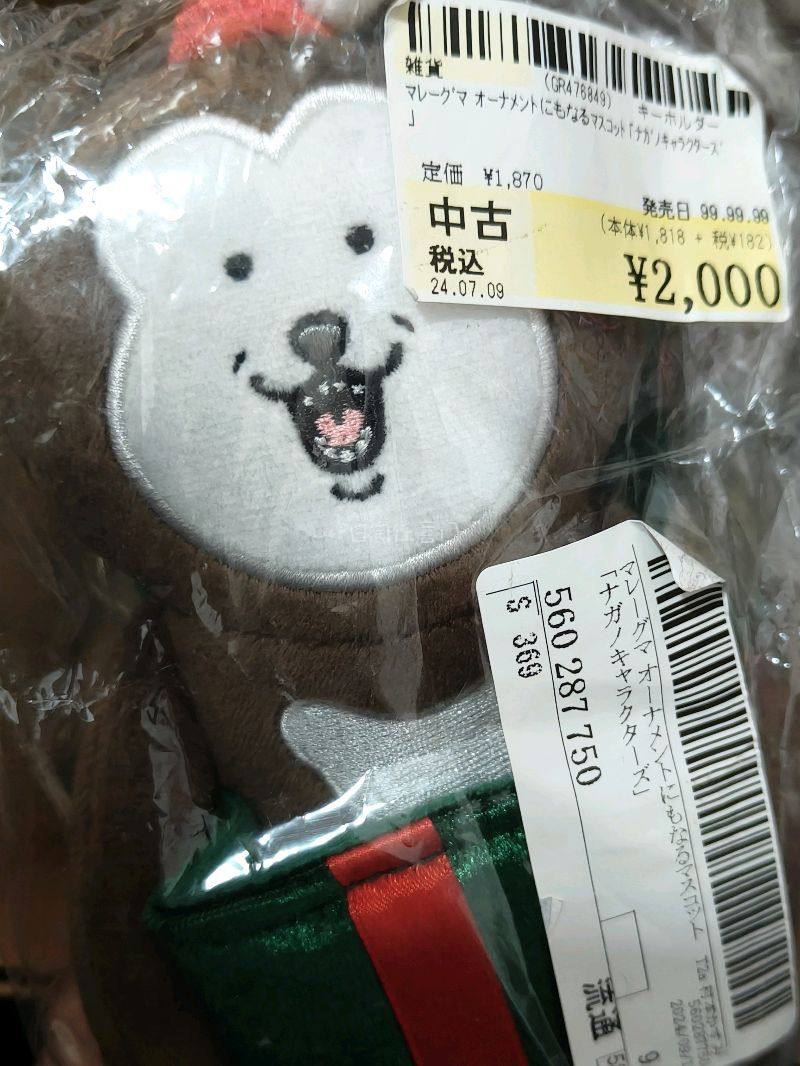 雑貨
(GR476849)
キーホルダー
マレーグマ オーナメントにもなるマスコット「ナガノキャラクターズ
」
定価 ¥1,870
発売日 99.99.99
中古
(本体¥1,818 + 税¥182)
税込
¥2,000
24.07.09
マレーグマ オーナメントにもなるマスコット
「ナガノキャラクターズ」
560 287 750
S 369
流通